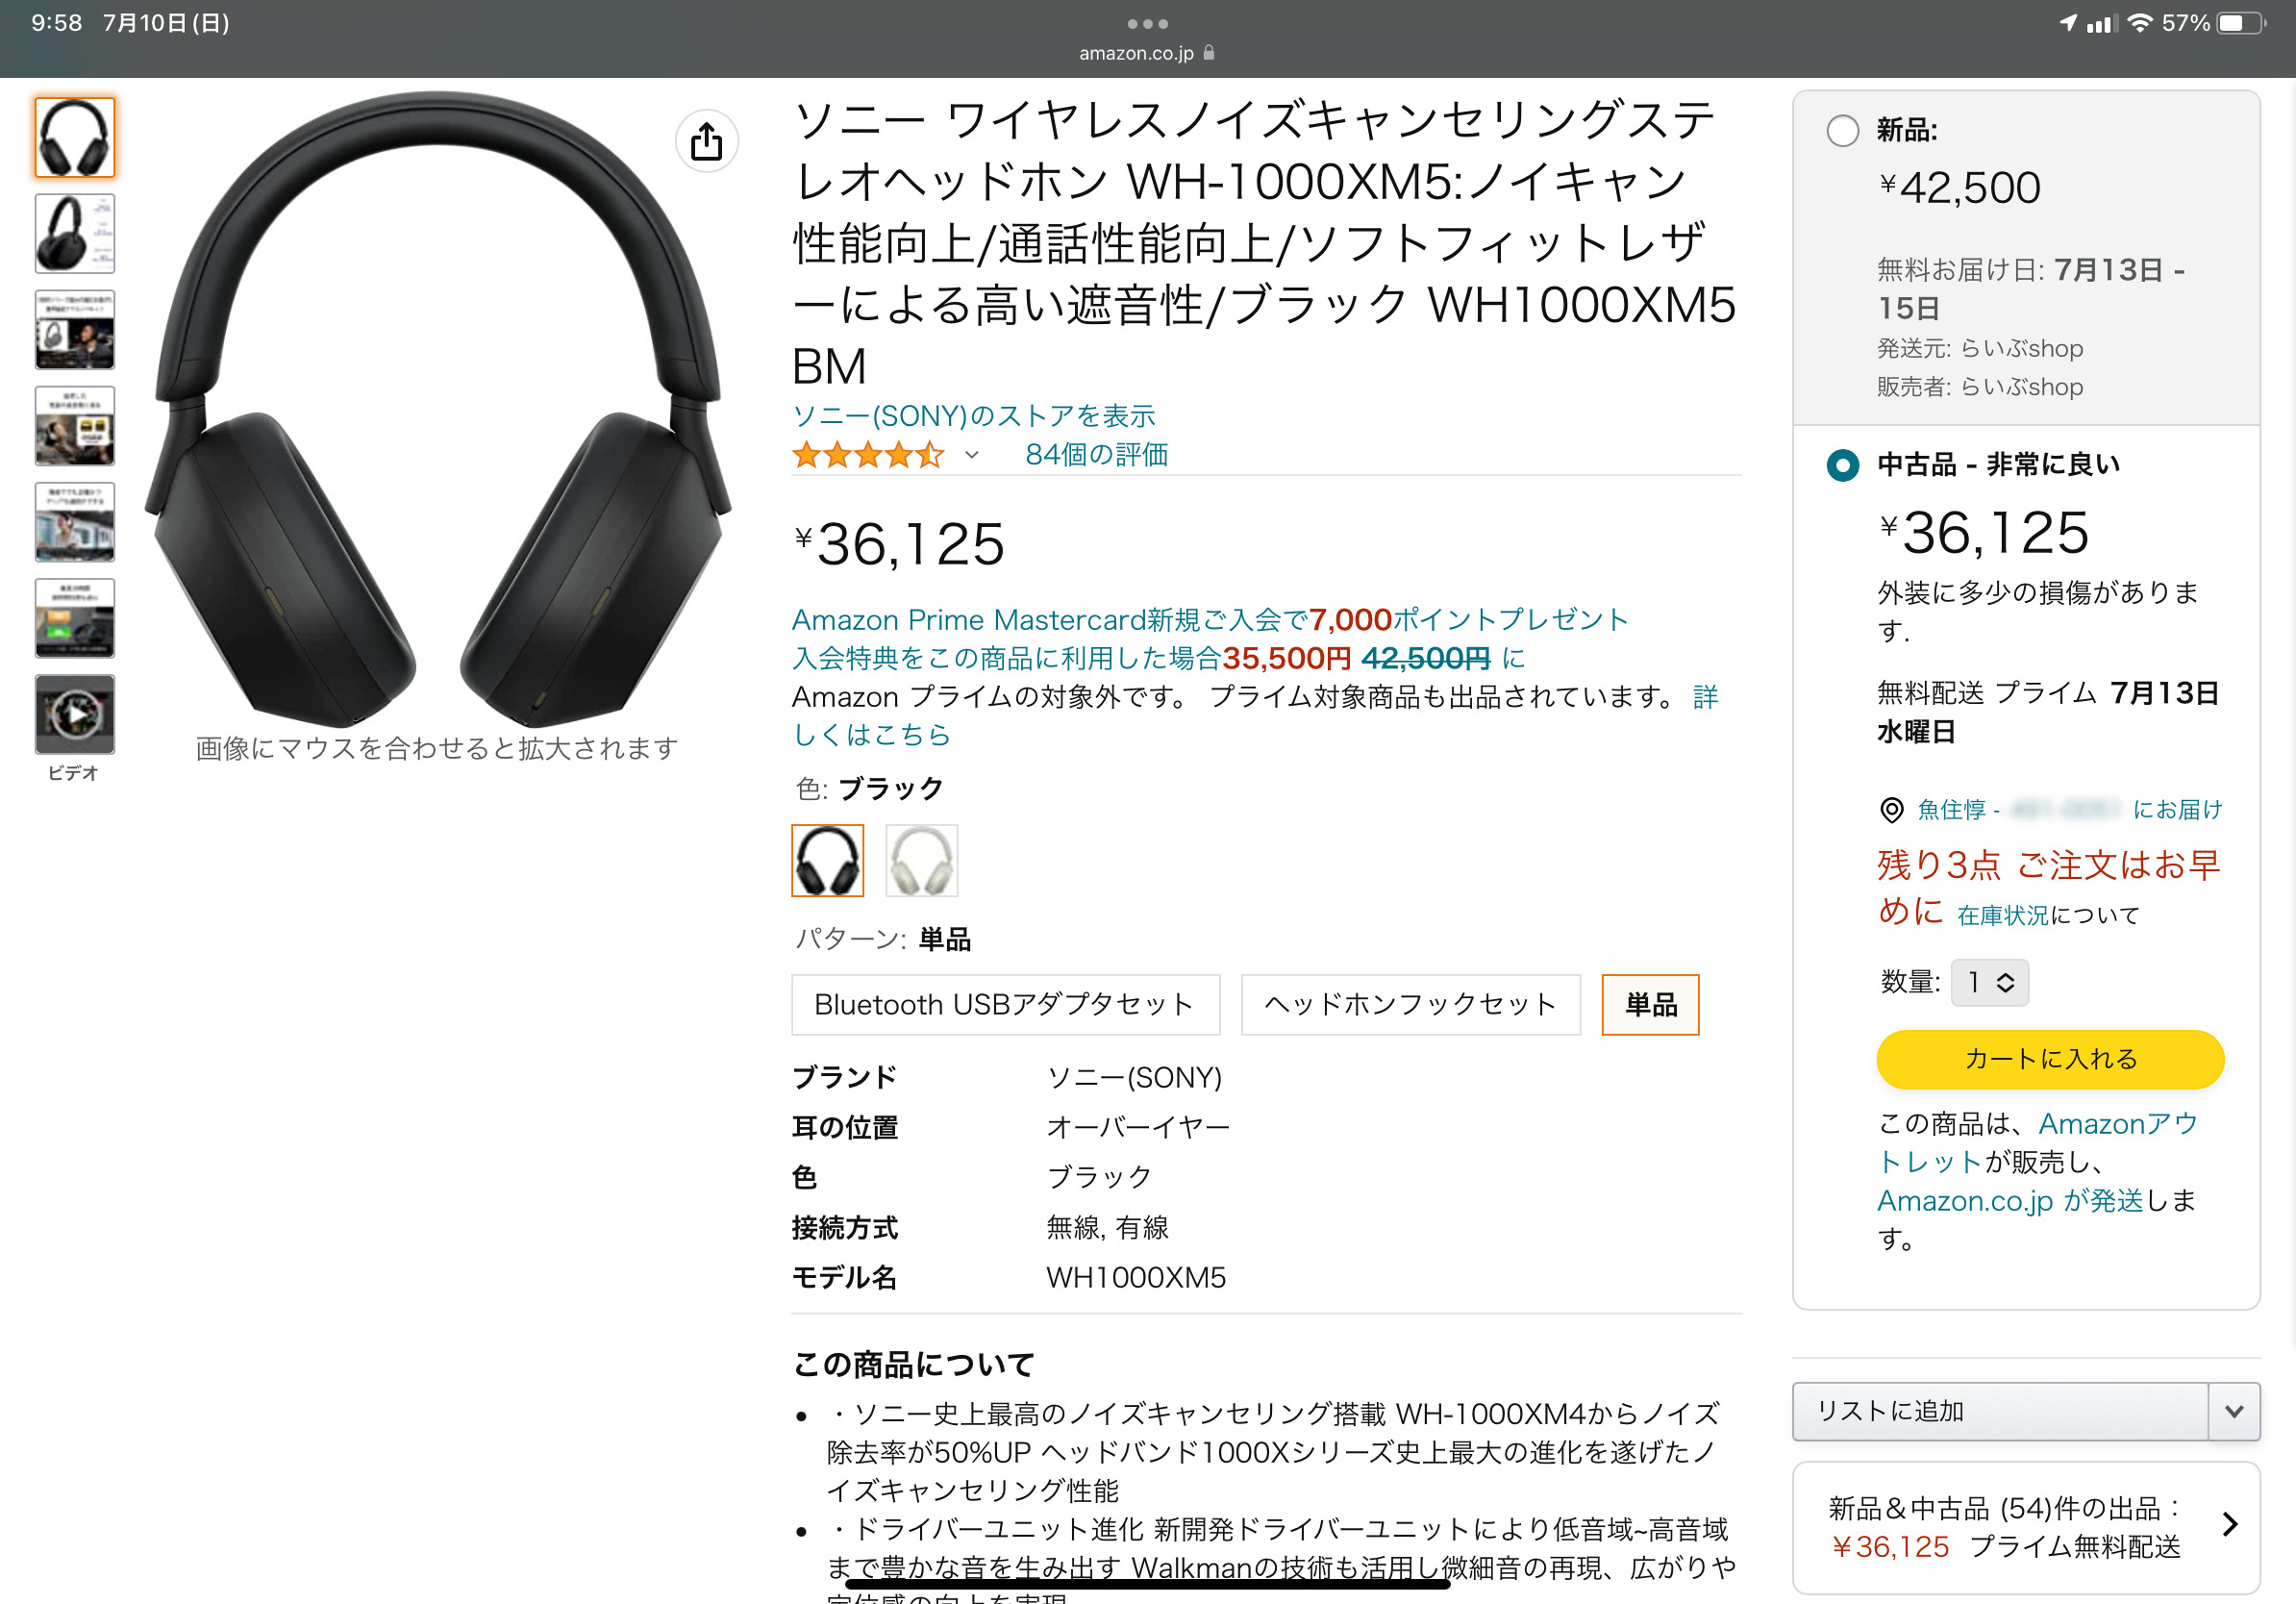 9:58 7月10日(日)
amazon.co.jp
57%
ビデオ
画像にマウスを合わせると拡大されます
ソニー ワイヤレスノイズキャンセリングステ
レオヘッドホン WH-1000XM5:ノイキャン
性能向上/通話性能向上/ソフトフィットレザ
ーによる高い遮音性/ブラック WH1000XM5
BM
ソニー(SONY)のストアを表示
84個の評価
¥36,125
Amazon Prime Mastercard新規ご入会で7,000ポイントプレゼント
入会特典をこの商品に利用した場合35,500円 42,500円 に
Amazon プライムの対象外です。 プライム対象商品も出品されています。 詳
しくはこちら
色: ブラック
パターン: 単品
Bluetooth USBアダプタセット ヘッドホンフックセット 単品
ブランド ソニー(SONY)
耳の位置 オーバーイヤー
色 ブラック
接続方式 無線, 有線
モデル名 WH1000XM5
この商品について
・ソニー史上最高のノイズキャンセリング搭載 WH-1000XM4からノイズ
除去率が50%UP ヘッドバンド1000Xシリーズ史上最大の進化を遂げたノ
イズキャンセリング性能
・ドライバーユニット進化 新開発ドライバーユニットにより低音域~高音域
まで豊かな音を生み出す Walkmanの技術も活用し微細音の再現、広がりや
定位感の向上を実現
新品:
¥42,500
無料お届け日: 7月13日 -
15日
発送元: らいぶshop
販売者: らいぶshop
中古品 - 非常に良い
¥36,125
外装に多少の損傷がありま
す.
無料配送 プライム 7月13日
水曜日
魚住惇 - にお届け
残り3点 ご注文はお早
めに 在庫状況について
数量: 1
カートに入れる
この商品は、Amazonアウ
トレットが販売し、
Amazon.co.jp が発送しま
す。
リストに追加
新品&中古品 (54)件の出品:
¥36,125 プライム無料配送